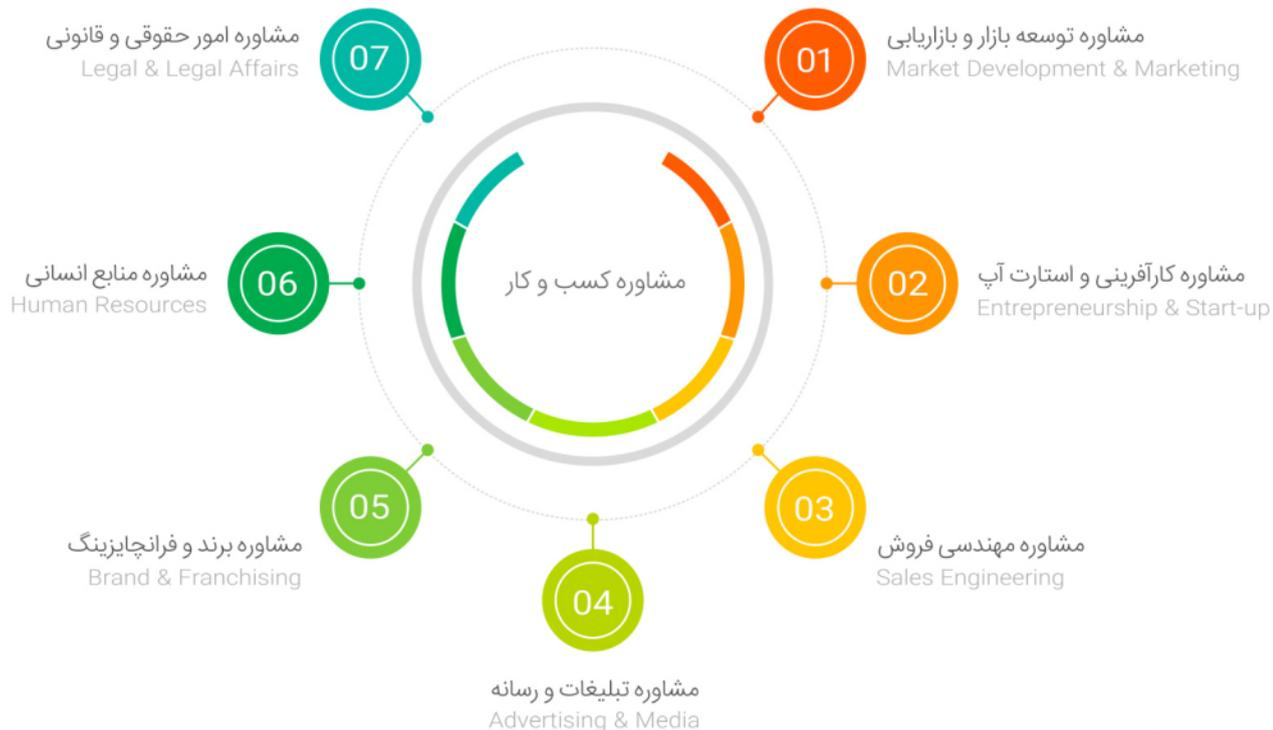 مشاوره کسب و کار
01
مشاوره توسعه بازار و بازاریابی
Market Development & Marketing
02
مشاوره کارآفرینی و استارت آپ
Entrepreneurship & Start-up
03
مشاوره مهندسی فروش
Sales Engineering
04
مشاوره تبلیغات و رسانه
Advertising & Media
05
مشاوره برند و فرانچایزینگ
Brand & Franchising
06
مشاوره منابع انسانی
Human Resources
07
مشاوره امور حقوقی و قانونی
Legal & Legal Affairs